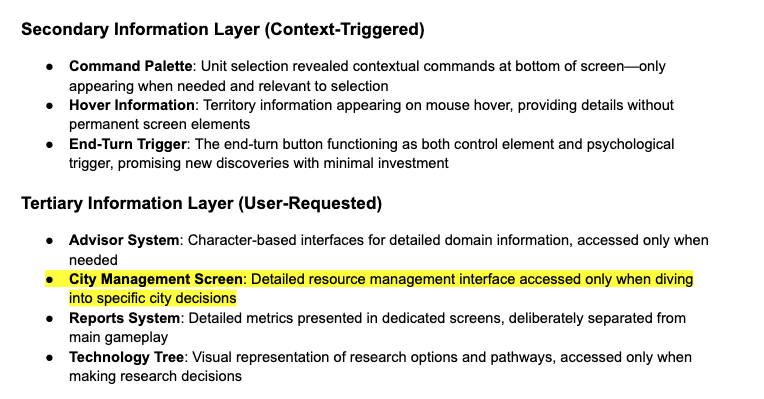 Secondary Information Layer (Context-Triggered)
● Command Palette: Unit selection revealed contextual commands at bottom of screen—only
appearing when needed and relevant to selection
● Hover Information: Territory information appearing on mouse hover, providing details without
permanent screen elements
● End-Turn Trigger: The end-turn button functioning as both control element and psychological
trigger, promising new discoveries with minimal investment
Tertiary Information Layer (User-Requested)
● Advisor System: Character-based interfaces for detailed domain information, accessed only when
needed
● City Management Screen: Detailed resource management interface accessed only when diving
into specific city decisions
● Reports System: Detailed metrics presented in dedicated screens, deliberately separated from
main gameplay
● Technology Tree: Visual representation of research options and pathways, accessed only when
making research decisions